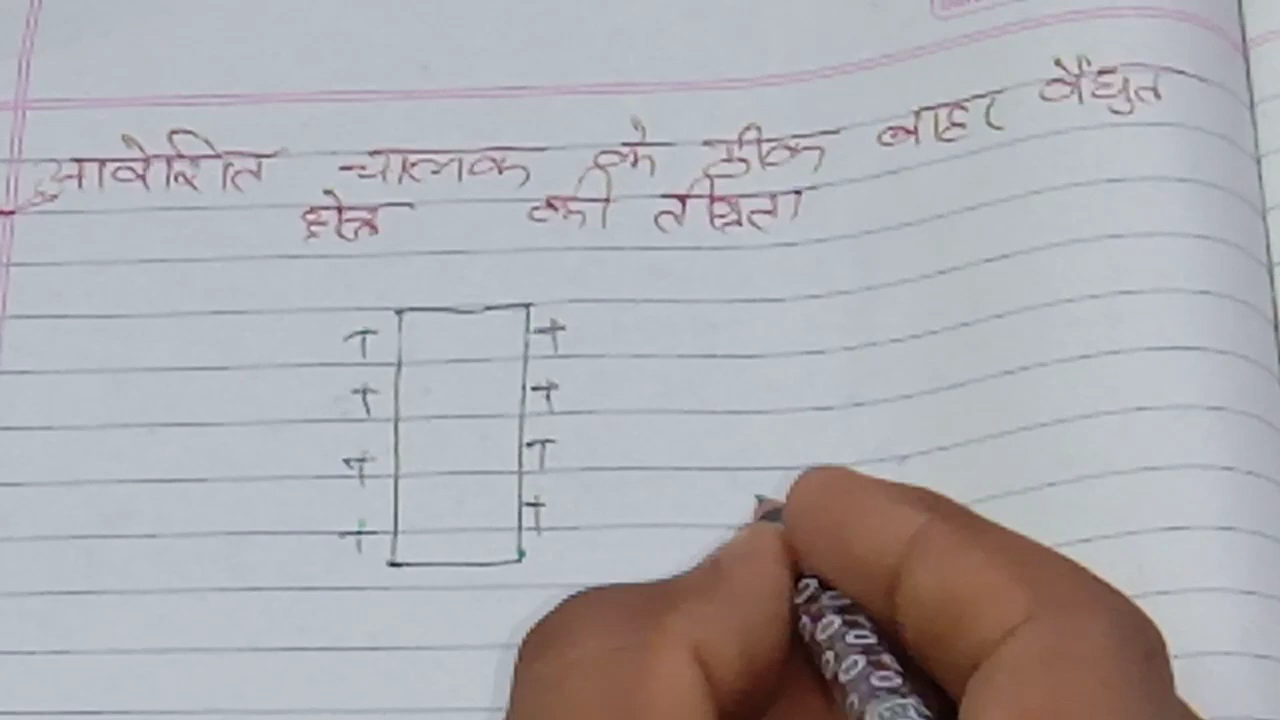 आवेशित चालक के ठीक बाहर वैधुत
क्षेत्र की तीव्रता
+ +
+ +
+ +
+ +